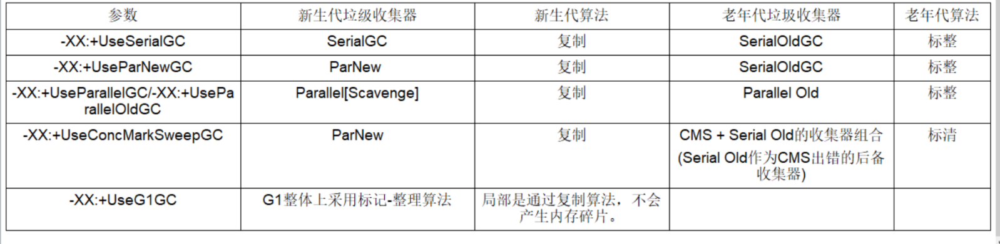 参数 新生代垃级收集器 新生代算法 老年代垃圾收集器 老年代算法
-XX:+UseSerialGC SerialGC 复制 SerialOldGC 标整
-XX:+UseParNewGC ParNew 复制 SerialOldGC 标整
-XX:+UseParallelGC/-XX:+UsePa Parallel[Scavenge] 复制 Parallel Old 标整
rallelOldGC
-XX:+UseConcMarkSweepGC ParNew 复制 CMS + Serial Old的收集器组合 标清
(Serial Old作为CMS出错的后备
收集器)
-XX:+UseG1GC G1整体上采用标记-整理算法 局部是通过复制算法，不会
产生内存碎片。